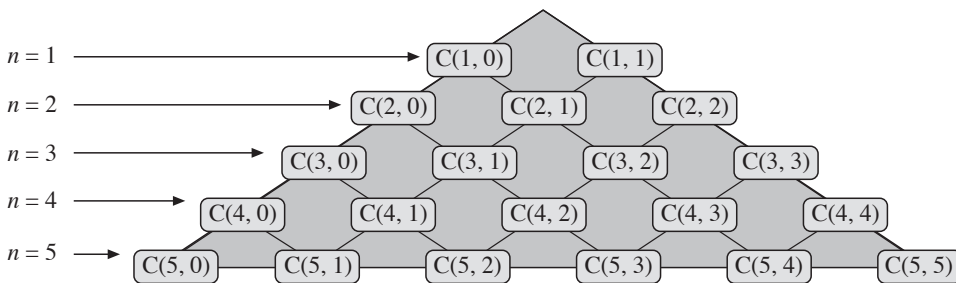 n = 1 C(1, 0) C(1, 1)
n = 2 C(2, 0) C(2, 1) C(2, 2)
n = 3 C(3, 0) C(3, 1) C(3, 2) C(3, 3)
n = 4 C(4, 0) C(4, 1) C(4, 2) C(4, 3) C(4, 4)
n = 5 C(5, 0) C(5, 1) C(5, 2) C(5, 3) C(5, 4) C(5, 5)